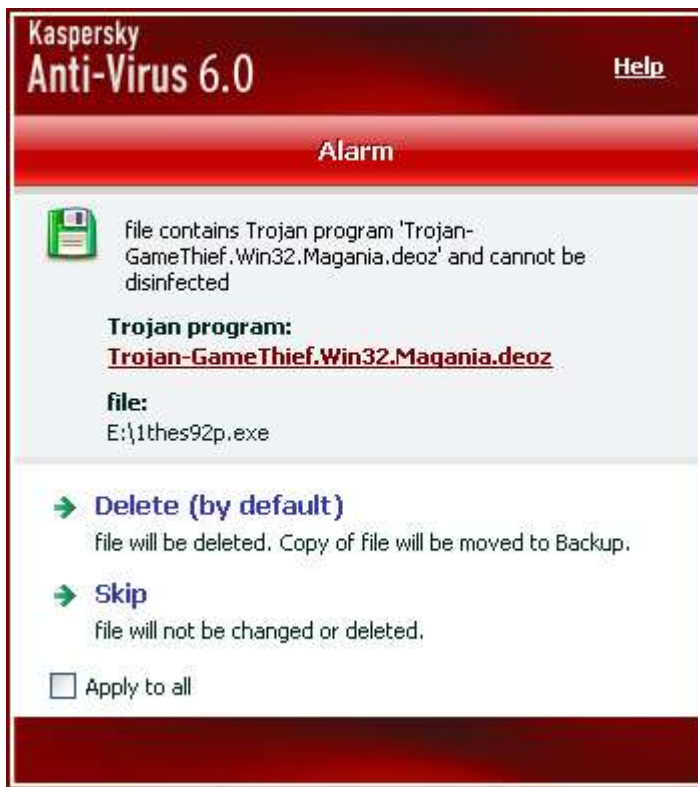 Kaspersky
Anti-Virus 6.0
Help
Alarm
file contains Trojan program 'Trojan-
GameThief.Win32.Magania.deoz' and cannot be
disinfected
Trojan program:
Trojan-GameThief.Win32.Magania.deoz
file:
E:\1thes92p.exe
Delete (by default)
file will be deleted. Copy of file will be moved to Backup.
Skip
file will not be changed or deleted.
Apply to all